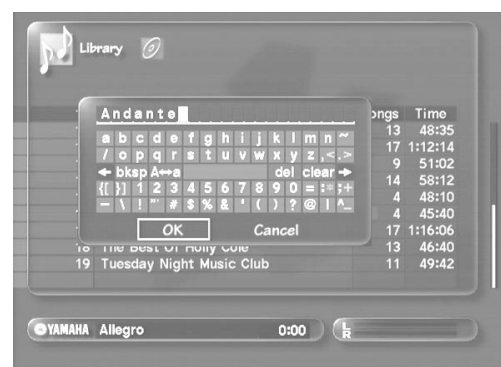 Library
ongs Time
Andante
13 48:35
a b c d e f g h i j k l m n ~
17 1:12:14
/ o p q r s t u v w x y z ,< .>
9 51:02
bksp A↔a del clear
14 58:12
{[ }] 1 2 3 4 5 6 7 8 9 0 = :* ;+
4 48:10
- \ ! "' # $ % & ' ( ) ? @ | ^_
4 45:40
OK Cancel
17 1:16:06
18 The Best Of Holly Cole 13 46:40
19 Tuesday Night Music Club 11 49:42
YAMAHA Allegro 0:00 L
R